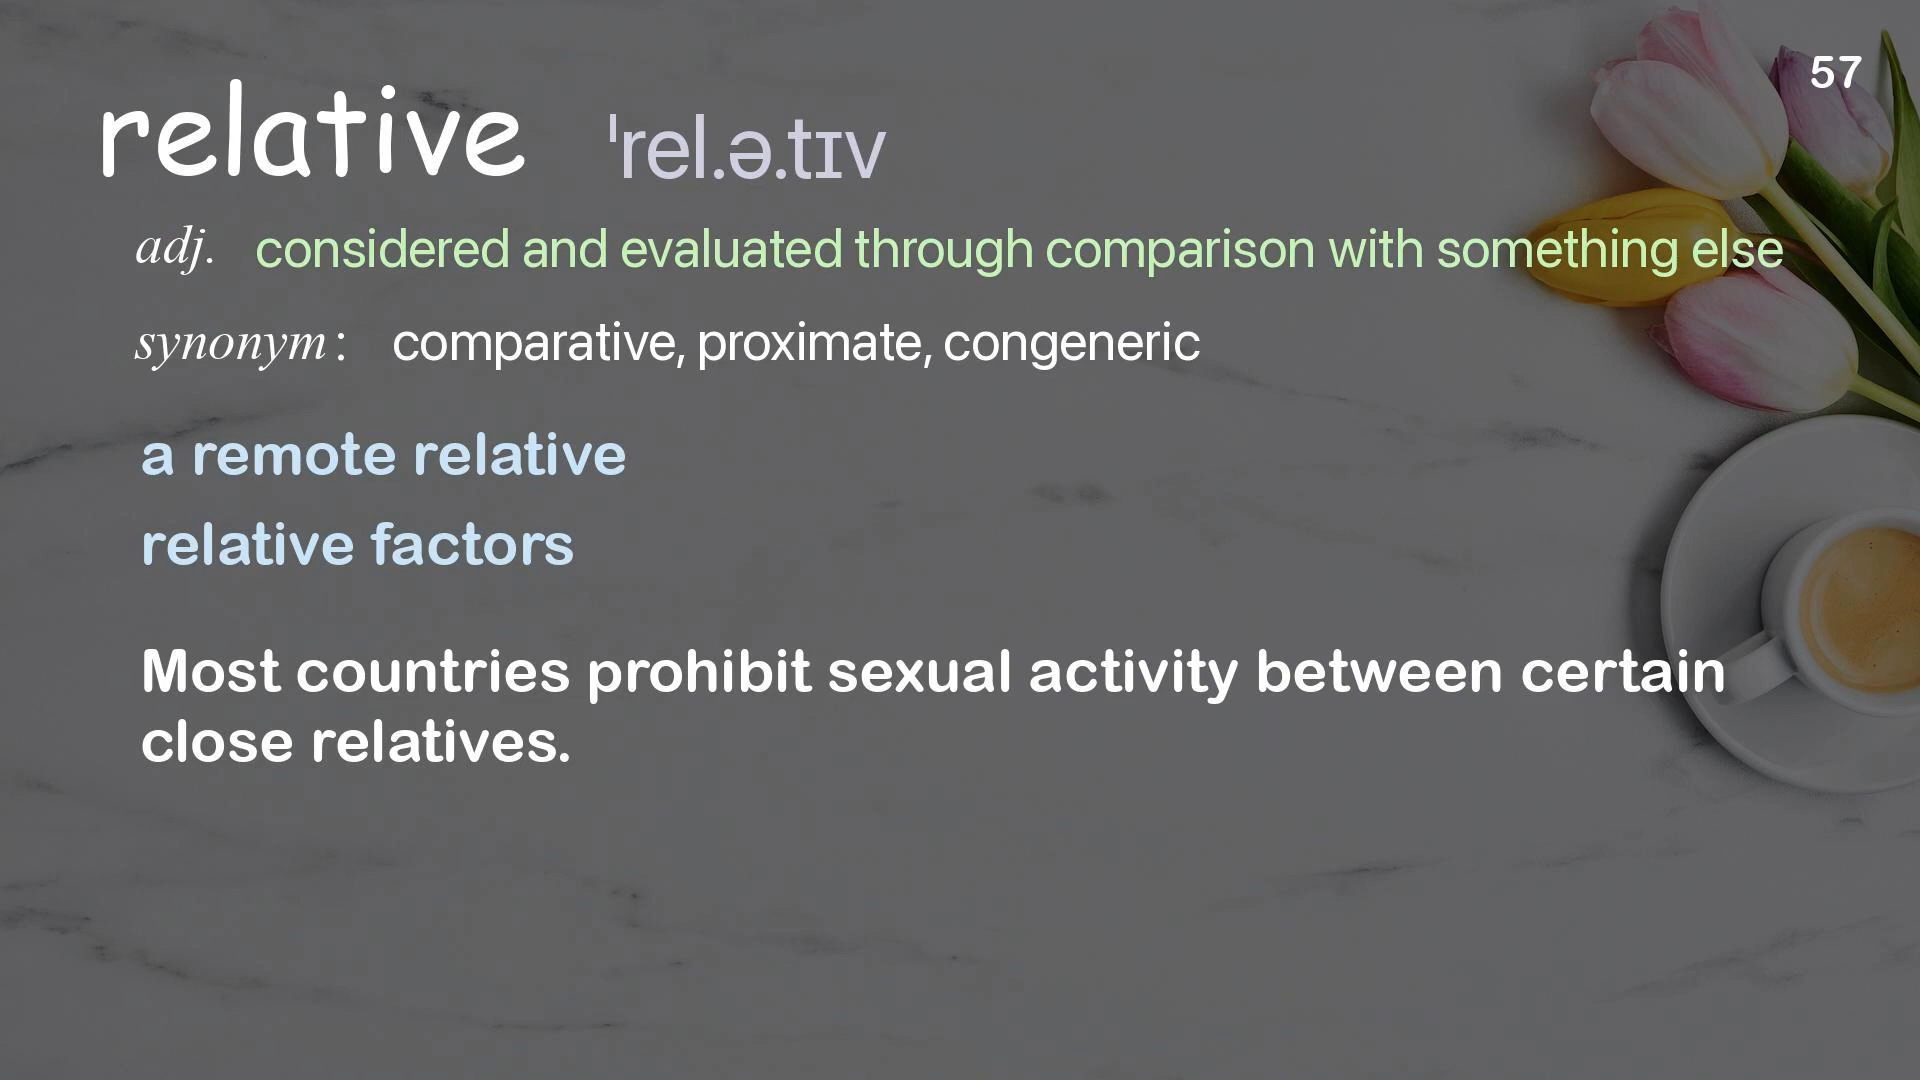 57
relative ˈrel.ə.tɪv
adj. considered and evaluated through comparison with something else
synonym: comparative, proximate, congeneric
a remote relative
relative factors
Most countries prohibit sexual activity between certain
close relatives.